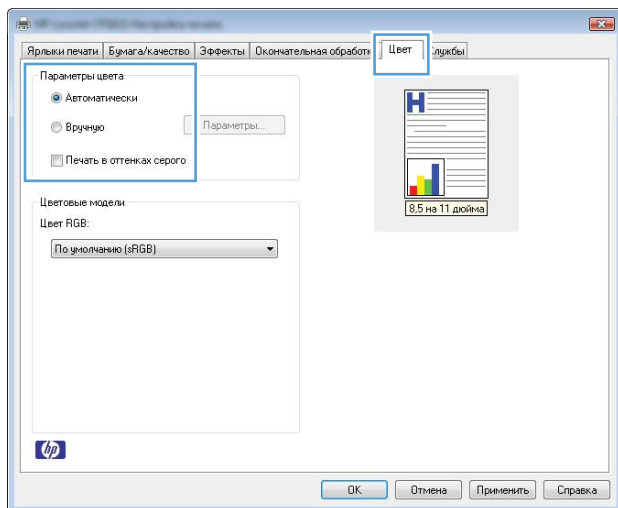 Ярлыки печати Бумага/качество Эффекты Окончательная обработк Цвет лужбы
Параметры цвета
Автоматически
Вручную Параметры...
Печать в оттенках серого
H
8,5 на 11 дюйма
Цветовые модели
Цвет RGB:
По умолчанию (sRGB)
hp
OK Отмена Применить Справка